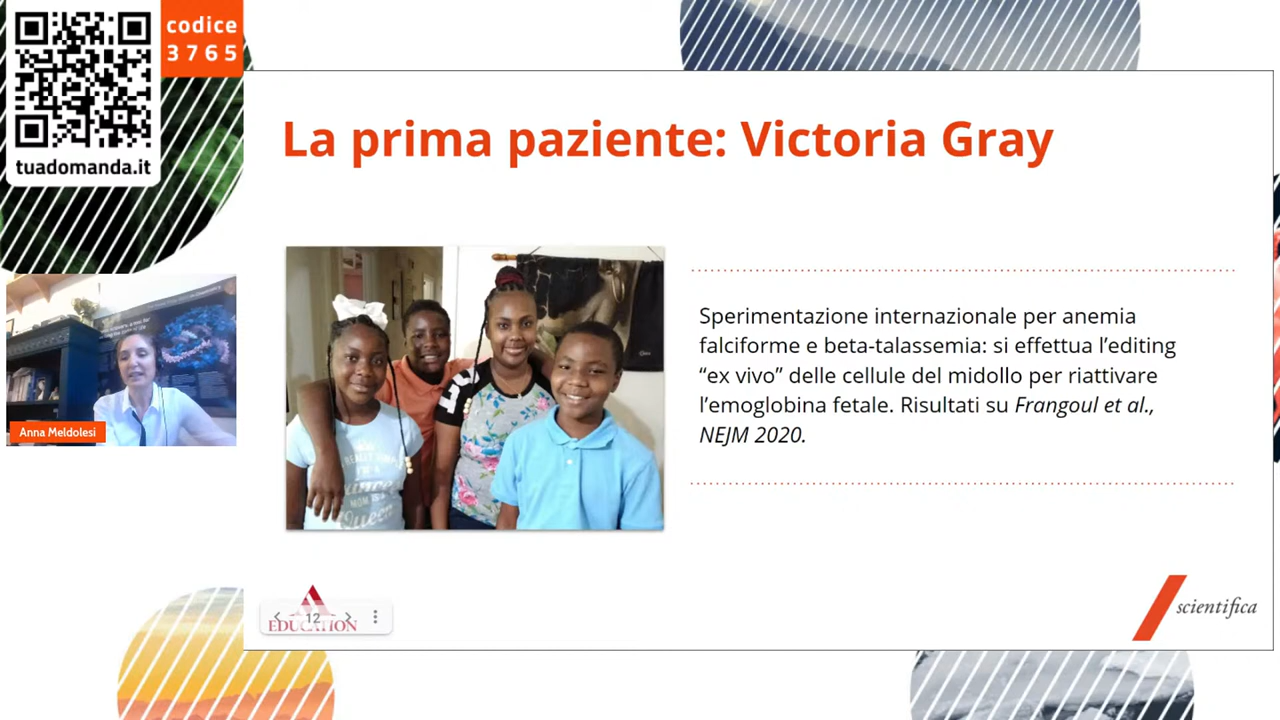 codice
3765
tuadomanda.it
La prima paziente: Victoria Gray
Sperimentazione internazionale per anemia
falciforme e beta-talassemia: si effettua l’editing
“ex vivo” delle cellule del midollo per riattivare
l’emoglobina fetale. Risultati su Frangoul et al.,
NEJM 2020.
Anna Meldolesi
Queen
12
EDUCATION
scientifica